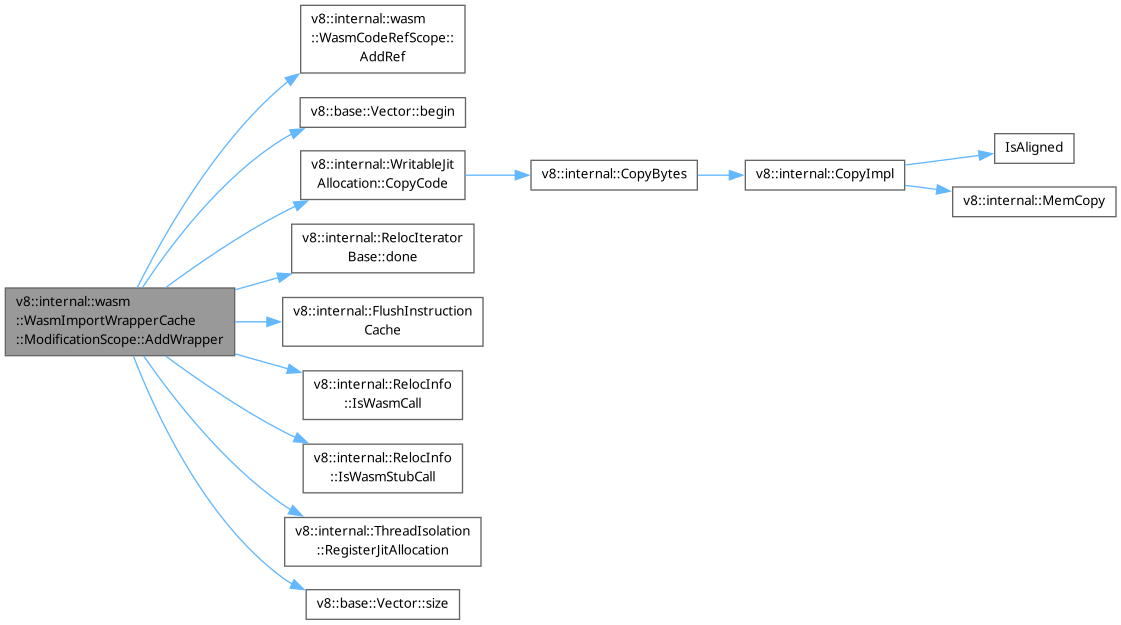 v8::internal::wasm
::WasmCodeRefScope::
AddRef
v8::base::Vector::begin
v8::internal::WritableJit
Allocation::CopyCode
v8::internal::CopyBytes
v8::internal::CopyImpl
IsAligned
v8::internal::MemCopy
v8::internal::RelocIterator
Base::done
v8::internal::wasm
::WasmImportWrapperCache
::ModificationScope::AddWrapper
v8::internal::FlushInstruction
Cache
v8::internal::RelocInfo
::IsWasmCall
v8::internal::RelocInfo
::IsWasmStubCall
v8::internal::ThreadIsolation
::RegisterJitAllocation
v8::base::Vector::size